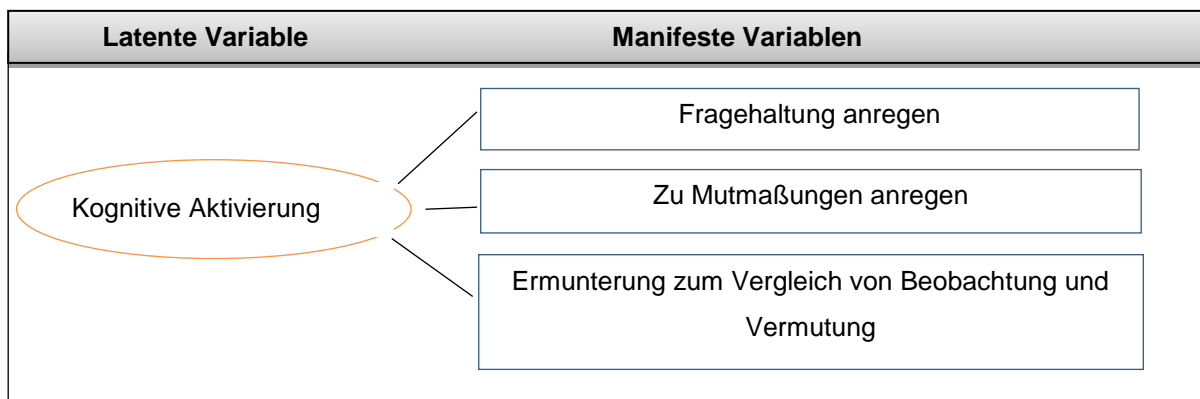 Latente Variable
Manifeste Variablen
Fragehaltung anregen
Kognitive Aktivierung
Zu Mutmaßungen anregen
Ermunterung zum Vergleich von Beobachtung und
Vermutung